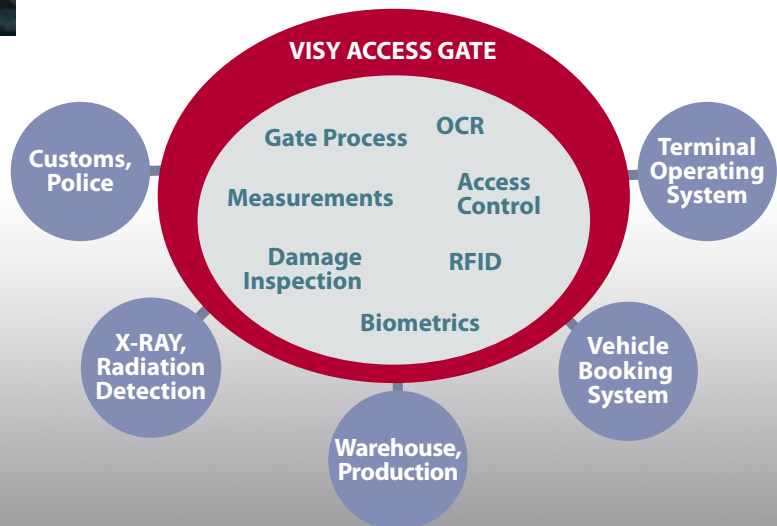 VISY ACCESS GATE
Gate Process
OCR
Measurements
Access
Control
Damage
Inspection
RFID
Biometrics
Customs,
Police
Terminal
Operating
System
X-RAY,
Radiation
Detection
Vehicle
Booking
System
Warehouse,
Production